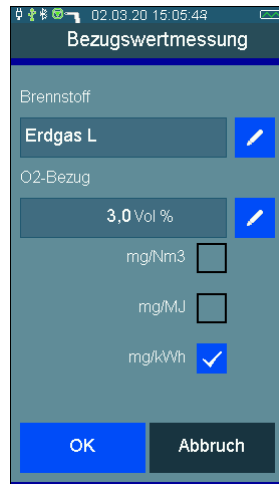 02.03.20 15:05:43
Bezugswertmessung
Brennstoff
Erdgas L
O2-Bezug
3,0 Vol %
mg/Nm3
mg/MJ
mg/kWh
OK Abbruch